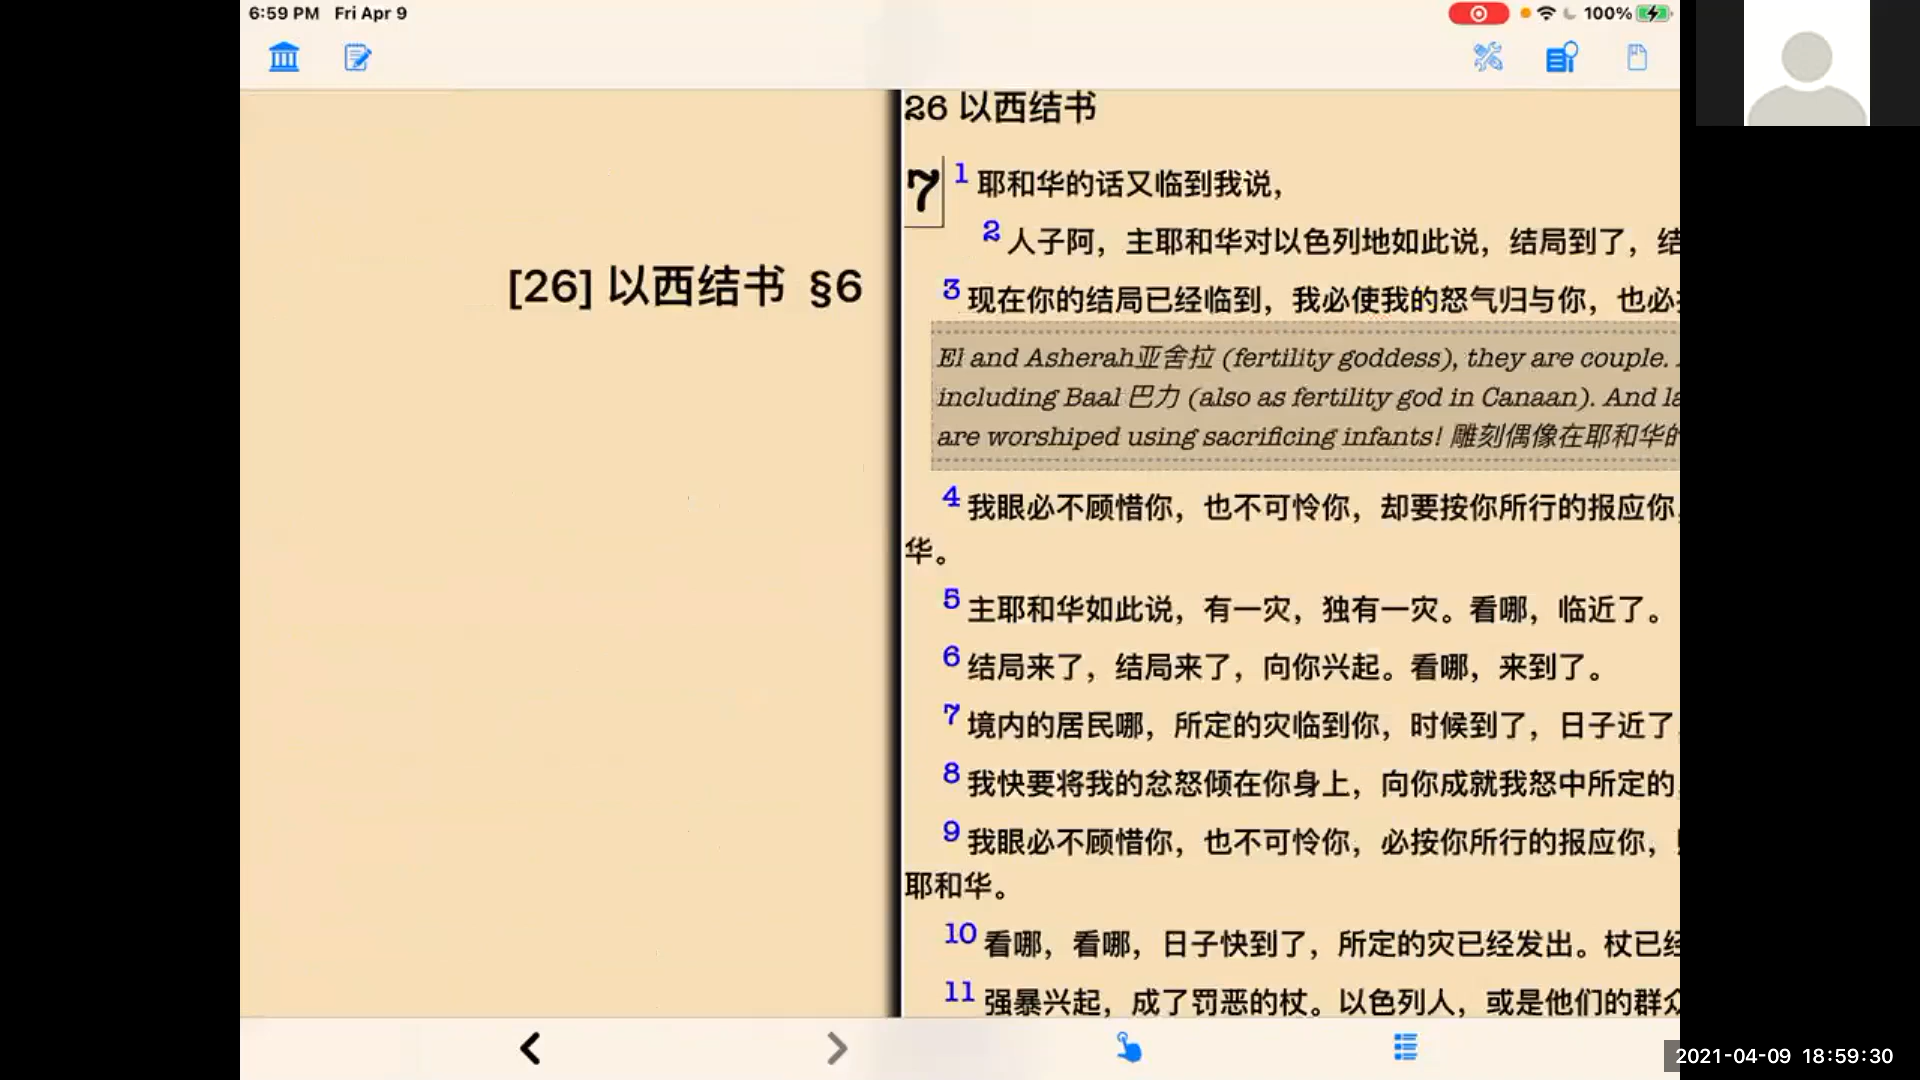 6:59 PM Fri Apr 9
100%
[26] 以西结书 §6
26 以西结书
7
1 耶和华的话又临到我说，
2 人子阿，主耶和华对以色列地如此说，结局到了，结
3 现在你的结局已经临到，我必使我的怒气归与你，也必
El and Asherah亚舍拉 (fertility goddess), they are couple.
including Baal 巴力 (also as fertility god in Canaan). And la
are worshiped using sacrificing infants! 雕刻偶像在耶和华的
4 我眼必不顾惜你，也不可怜你，却要按你所行的报应你，
华。
5 主耶和华如此说，有一灾，独有一灾。看哪，临近了。
6 结局来了，结局来了，向你兴起。看哪，来到了。
7 境内的居民哪，所定的灾临到你，时候到了，日子近了，
8 我快要将我的忿怒倾在你身上，向你成就我怒中所定的，
9 我眼必不顾惜你，也不可怜你，必按你所行的报应你，
耶和华。
10 看哪，看哪，日子快到了，所定的灾已经发出。杖已经
11 强暴兴起，成了罚恶的杖。以色列人，或是他们的群众
2021-04-09 18:59:30